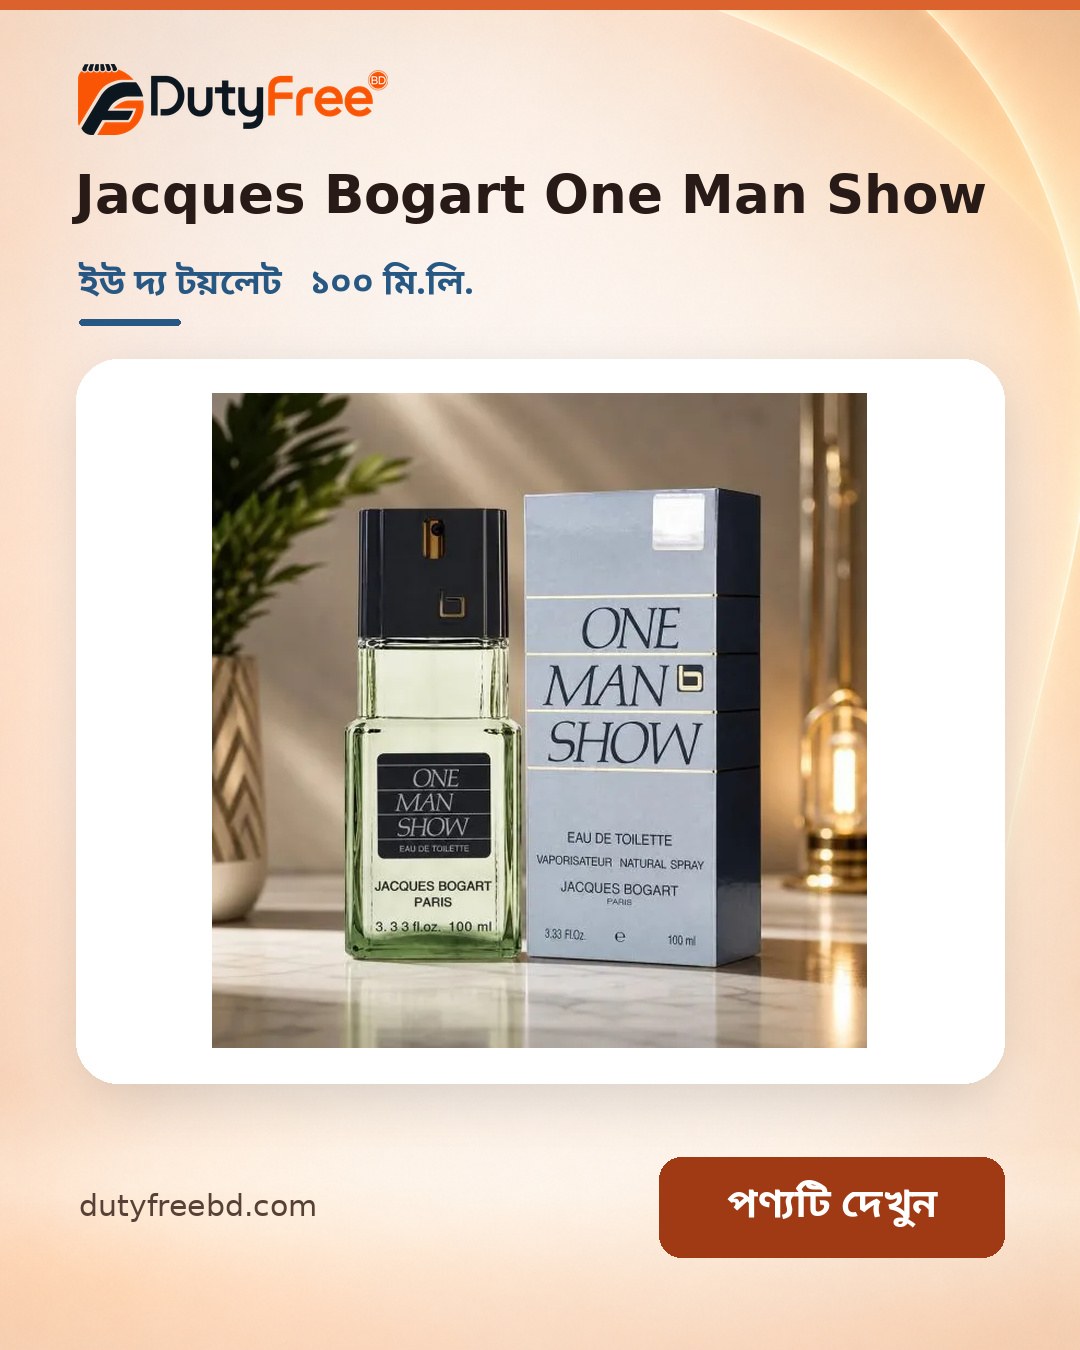 DutyFree BD
Jacques Bogart One Man Show
ইউ দ্য টয়লেট ১০০ মি.লি.
ONE
MAN
SHOW
EAU DE TOILETTE
JACQUES BOGART
PARIS
3.33 fl.oz. 100 ml
ONE
MAN b
SHOW
EAU DE TOILETTE
VAPORISATEUR NATURAL SPRAY
JACQUES BOGART
PARIS
3.33 Fl.Oz. e 100 ml
dutyfreebd.com
পণ্যটি দেখুন